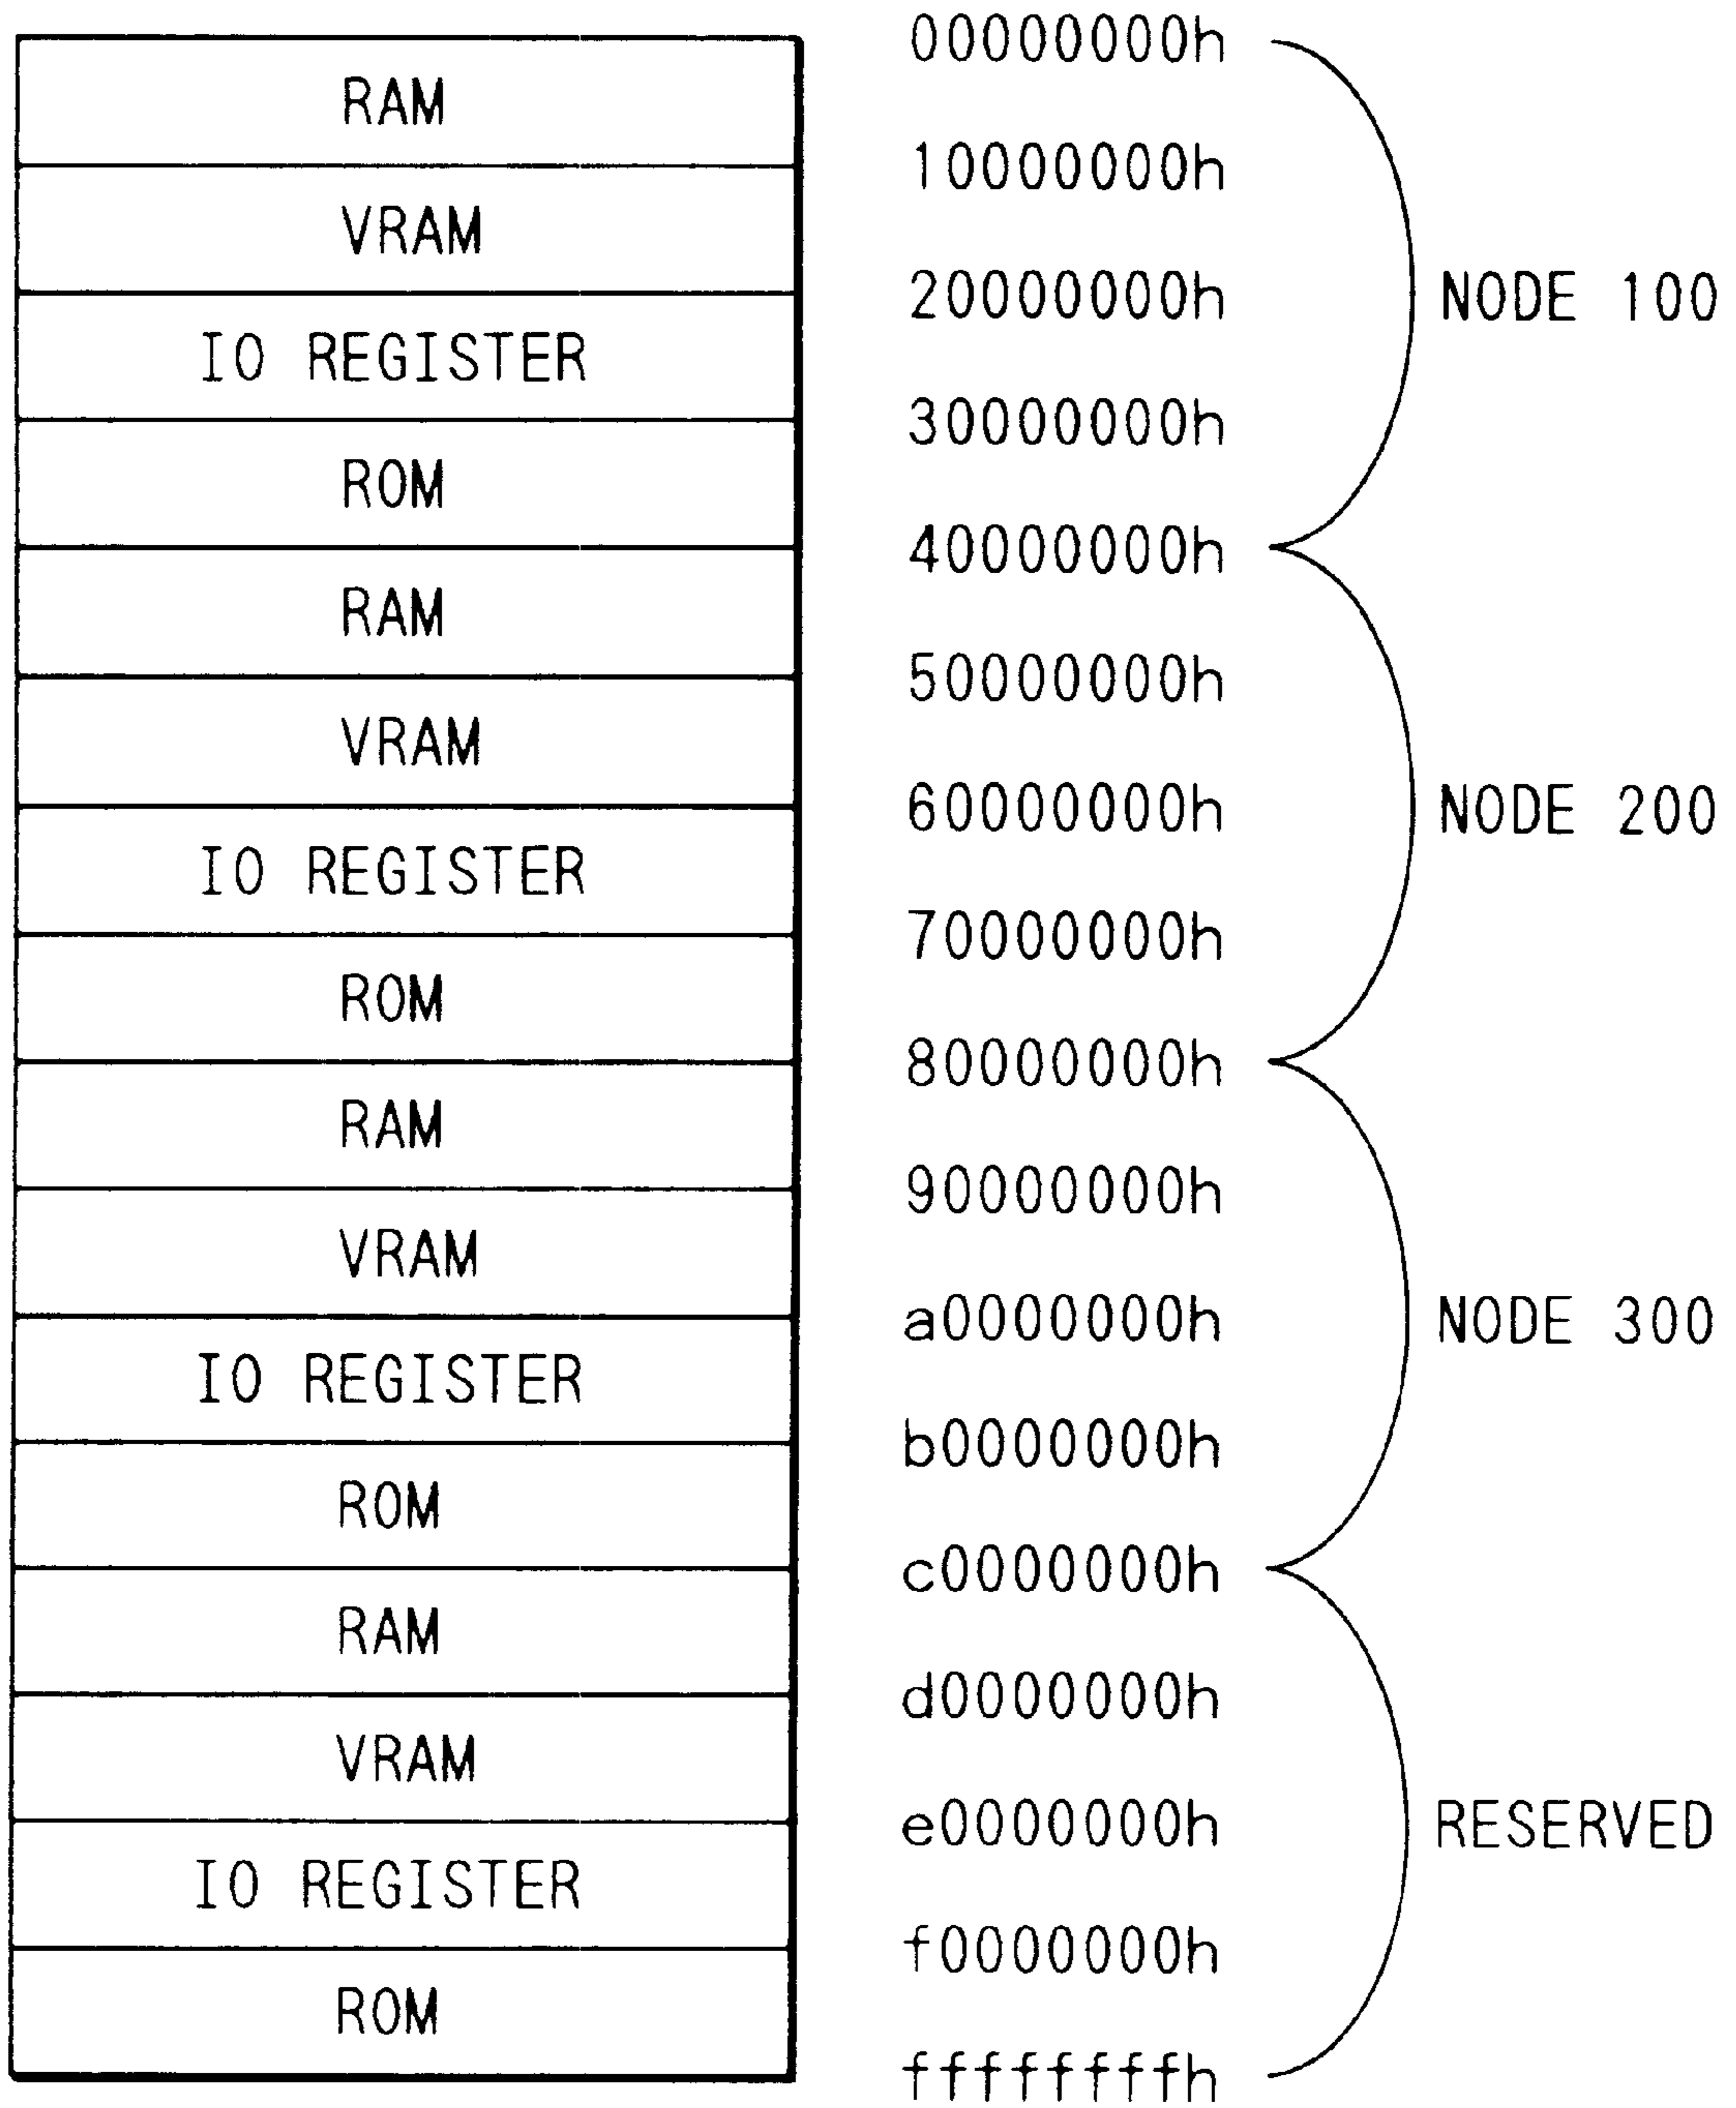 00000000h
RAM
10000000h
VRAM
20000000h NODE 100
IO REGISTER
30000000h
ROM
40000000h
RAM
50000000h
VRAM
60000000h NODE 200
IO REGISTER
70000000h
ROM
80000000h
RAM
90000000h
VRAM
a0000000h NODE 300
IO REGISTER
b0000000h
ROM
c0000000h
RAM
d0000000h
VRAM
e0000000h RESERVED
IO REGISTER
f0000000h
ROM
ffffffffh